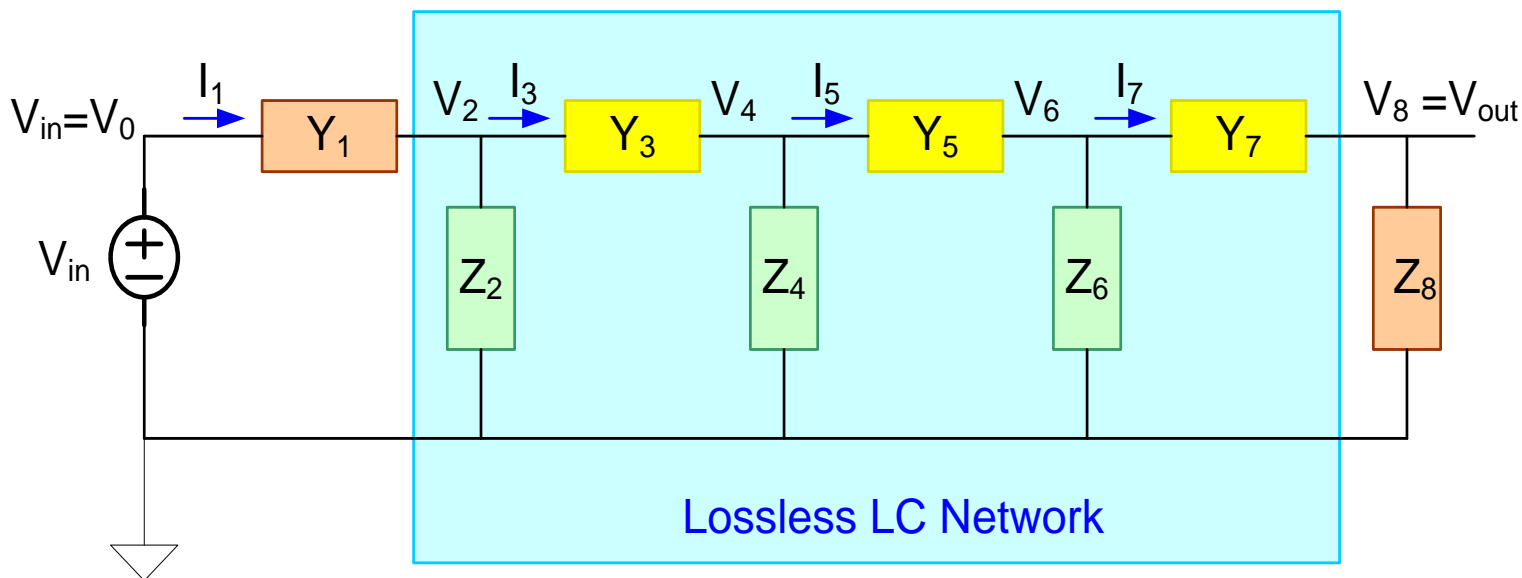 I₁
V₂
I₃
V₄
I₅
V₆
I₇
V₈ =Vₒᵤₜ
Vᵢₙ=V₀
Y₁
Y₃
Y₅
Y₇
Vᵢₙ
Z₂
Z₄
Z₆
Z₈
Lossless LC Network